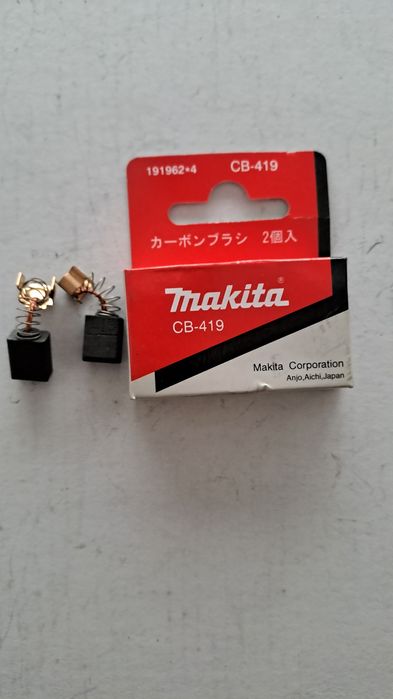 191962*4 CB-419
カーボンブラシ 2個入
makita®
CB-419
Makita Corporation
Anjo,Aichi,Japan